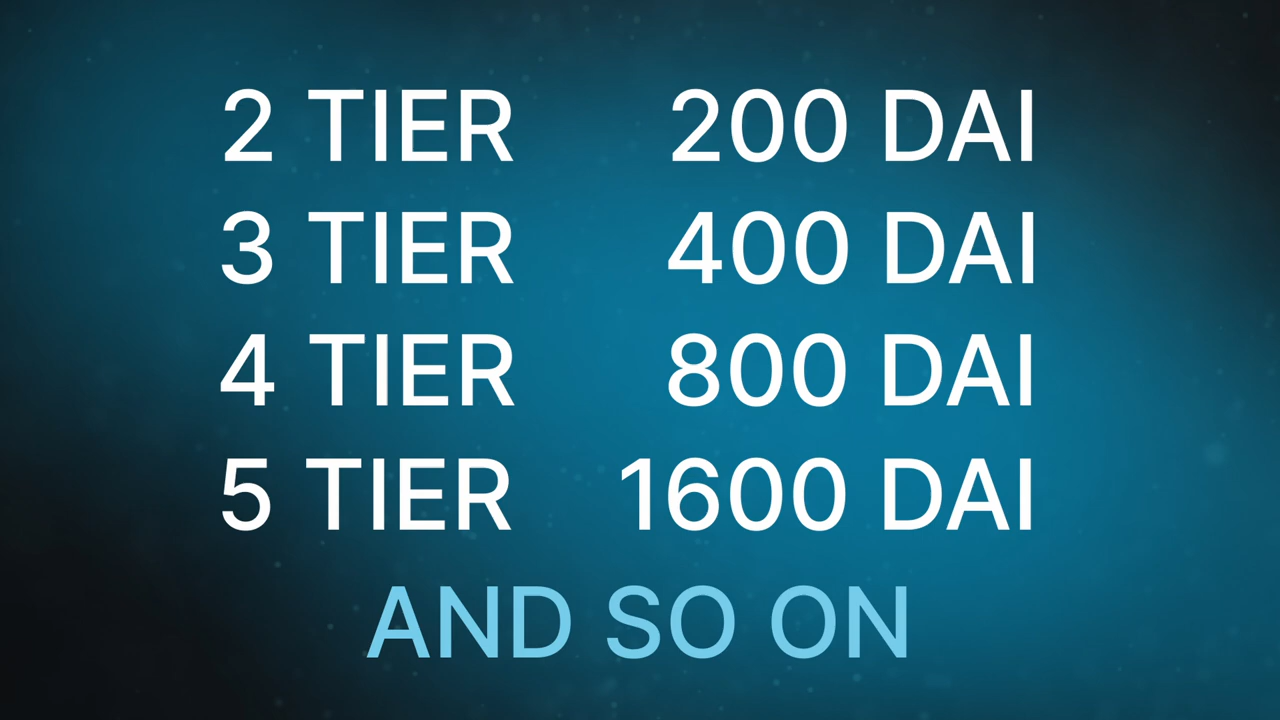 2 TIER 200 DAI
3 TIER 400 DAI
4 TIER 800 DAI
5 TIER 1600 DAI
AND SO ON